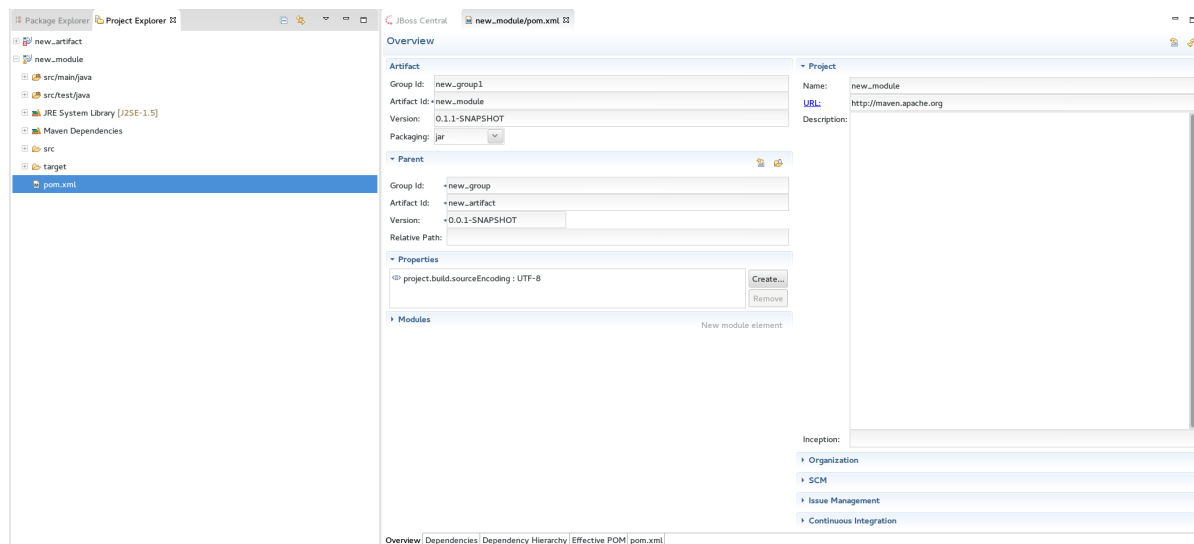 Package Explorer Project Explorer
new_artifact
new_module
src/main/java
src/test/java
JRE System Library [J2SE-1.5]
Maven Dependencies
src
target
pom.xml
JBoss Central new_module/pom.xml
Overview
Artifact
Group Id: new_group1
Artifact Id:* new_module
Version: 0.1.1-SNAPSHOT
Packaging: jar
Parent
Group Id: *new_group
Artifact Id: *new_artifact
Version: *0.0.1-SNAPSHOT
Relative Path:
Properties
project.build.sourceEncoding : UTF-8
Create...
Remove
Modules
New module element
Project
Name: new_module
URL: http://maven.apache.org
Description:
Inception:
Organization
SCM
Issue Management
Continuous Integration
Overview Dependencies Dependency Hierarchy Effective POM pom.xml